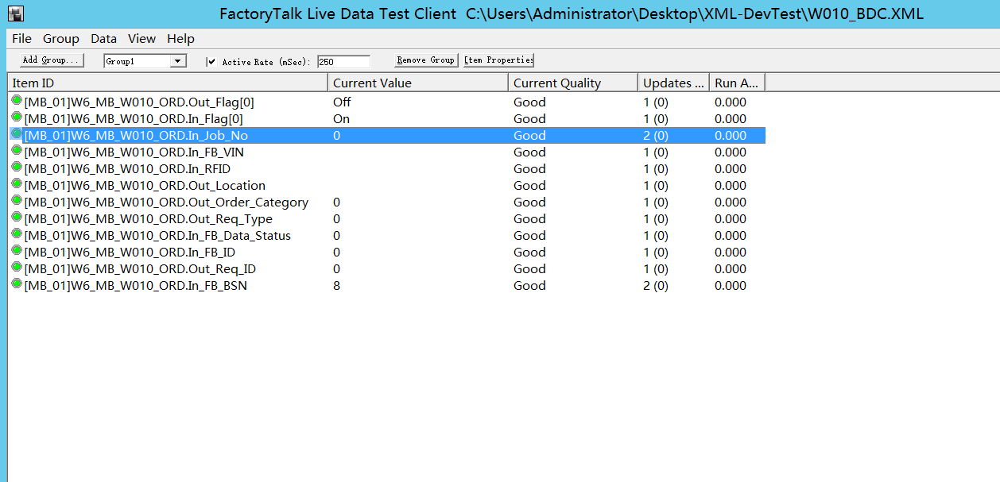 FactoryTalk Live Data Test Client C:\Users\Administrator\Desktop\XML-DevTest\W010_BDC.XML
File Group Data View Help
Add Group... Group1 Active Rate (mSec): 250 Remove Group Item Properties
Item ID Current Value Current Quality Updates ... Run A...
[MB_01]W6_MB_W010_ORD.Out_Flag[0] Off Good 1 (0) 0.000
[MB_01]W6_MB_W010_ORD.In_Flag[0] On Good 1 (0) 0.000
[MB_01]W6_MB_W010_ORD.In_Job_No 0 Good 2 (0) 0.000
[MB_01]W6_MB_W010_ORD.In_FB_VIN Good 1 (0) 0.000
[MB_01]W6_MB_W010_ORD.In_RFID Good 1 (0) 0.000
[MB_01]W6_MB_W010_ORD.Out_Location Good 1 (0) 0.000
[MB_01]W6_MB_W010_ORD.Out_Order_Category 0 Good 1 (0) 0.000
[MB_01]W6_MB_W010_ORD.Out_Req_Type 0 Good 1 (0) 0.000
[MB_01]W6_MB_W010_ORD.In_FB_Data_Status 0 Good 1 (0) 0.000
[MB_01]W6_MB_W010_ORD.In_FB_ID 0 Good 1 (0) 0.000
[MB_01]W6_MB_W010_ORD.Out_Req_ID 0 Good 1 (0) 0.000
[MB_01]W6_MB_W010_ORD.In_FB_BSN 8 Good 2 (0) 0.000